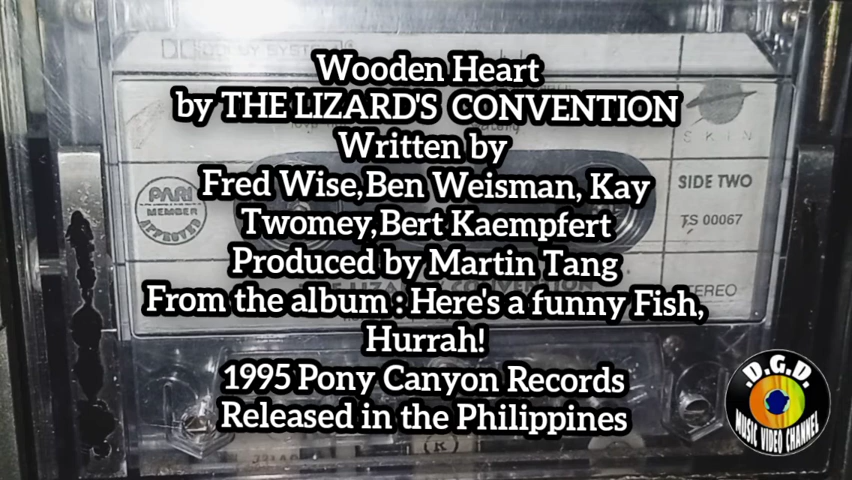 Wooden Heart
by THE LIZARD'S CONVENTION
Written by
Fred Wise,Ben Weisman, Kay
Twomey,Bert Kaempfert
Produced by Martin Tang
From the album : Here's a funny Fish,
Hurrah!
1995 Pony Canyon Records
Released in the Philippines
SKIN
SIDE TWO
TS 00067
PARI
MEMBER
APPROVED
.D.G.D.
MUSIC VIDEO CHANNEL
(R)